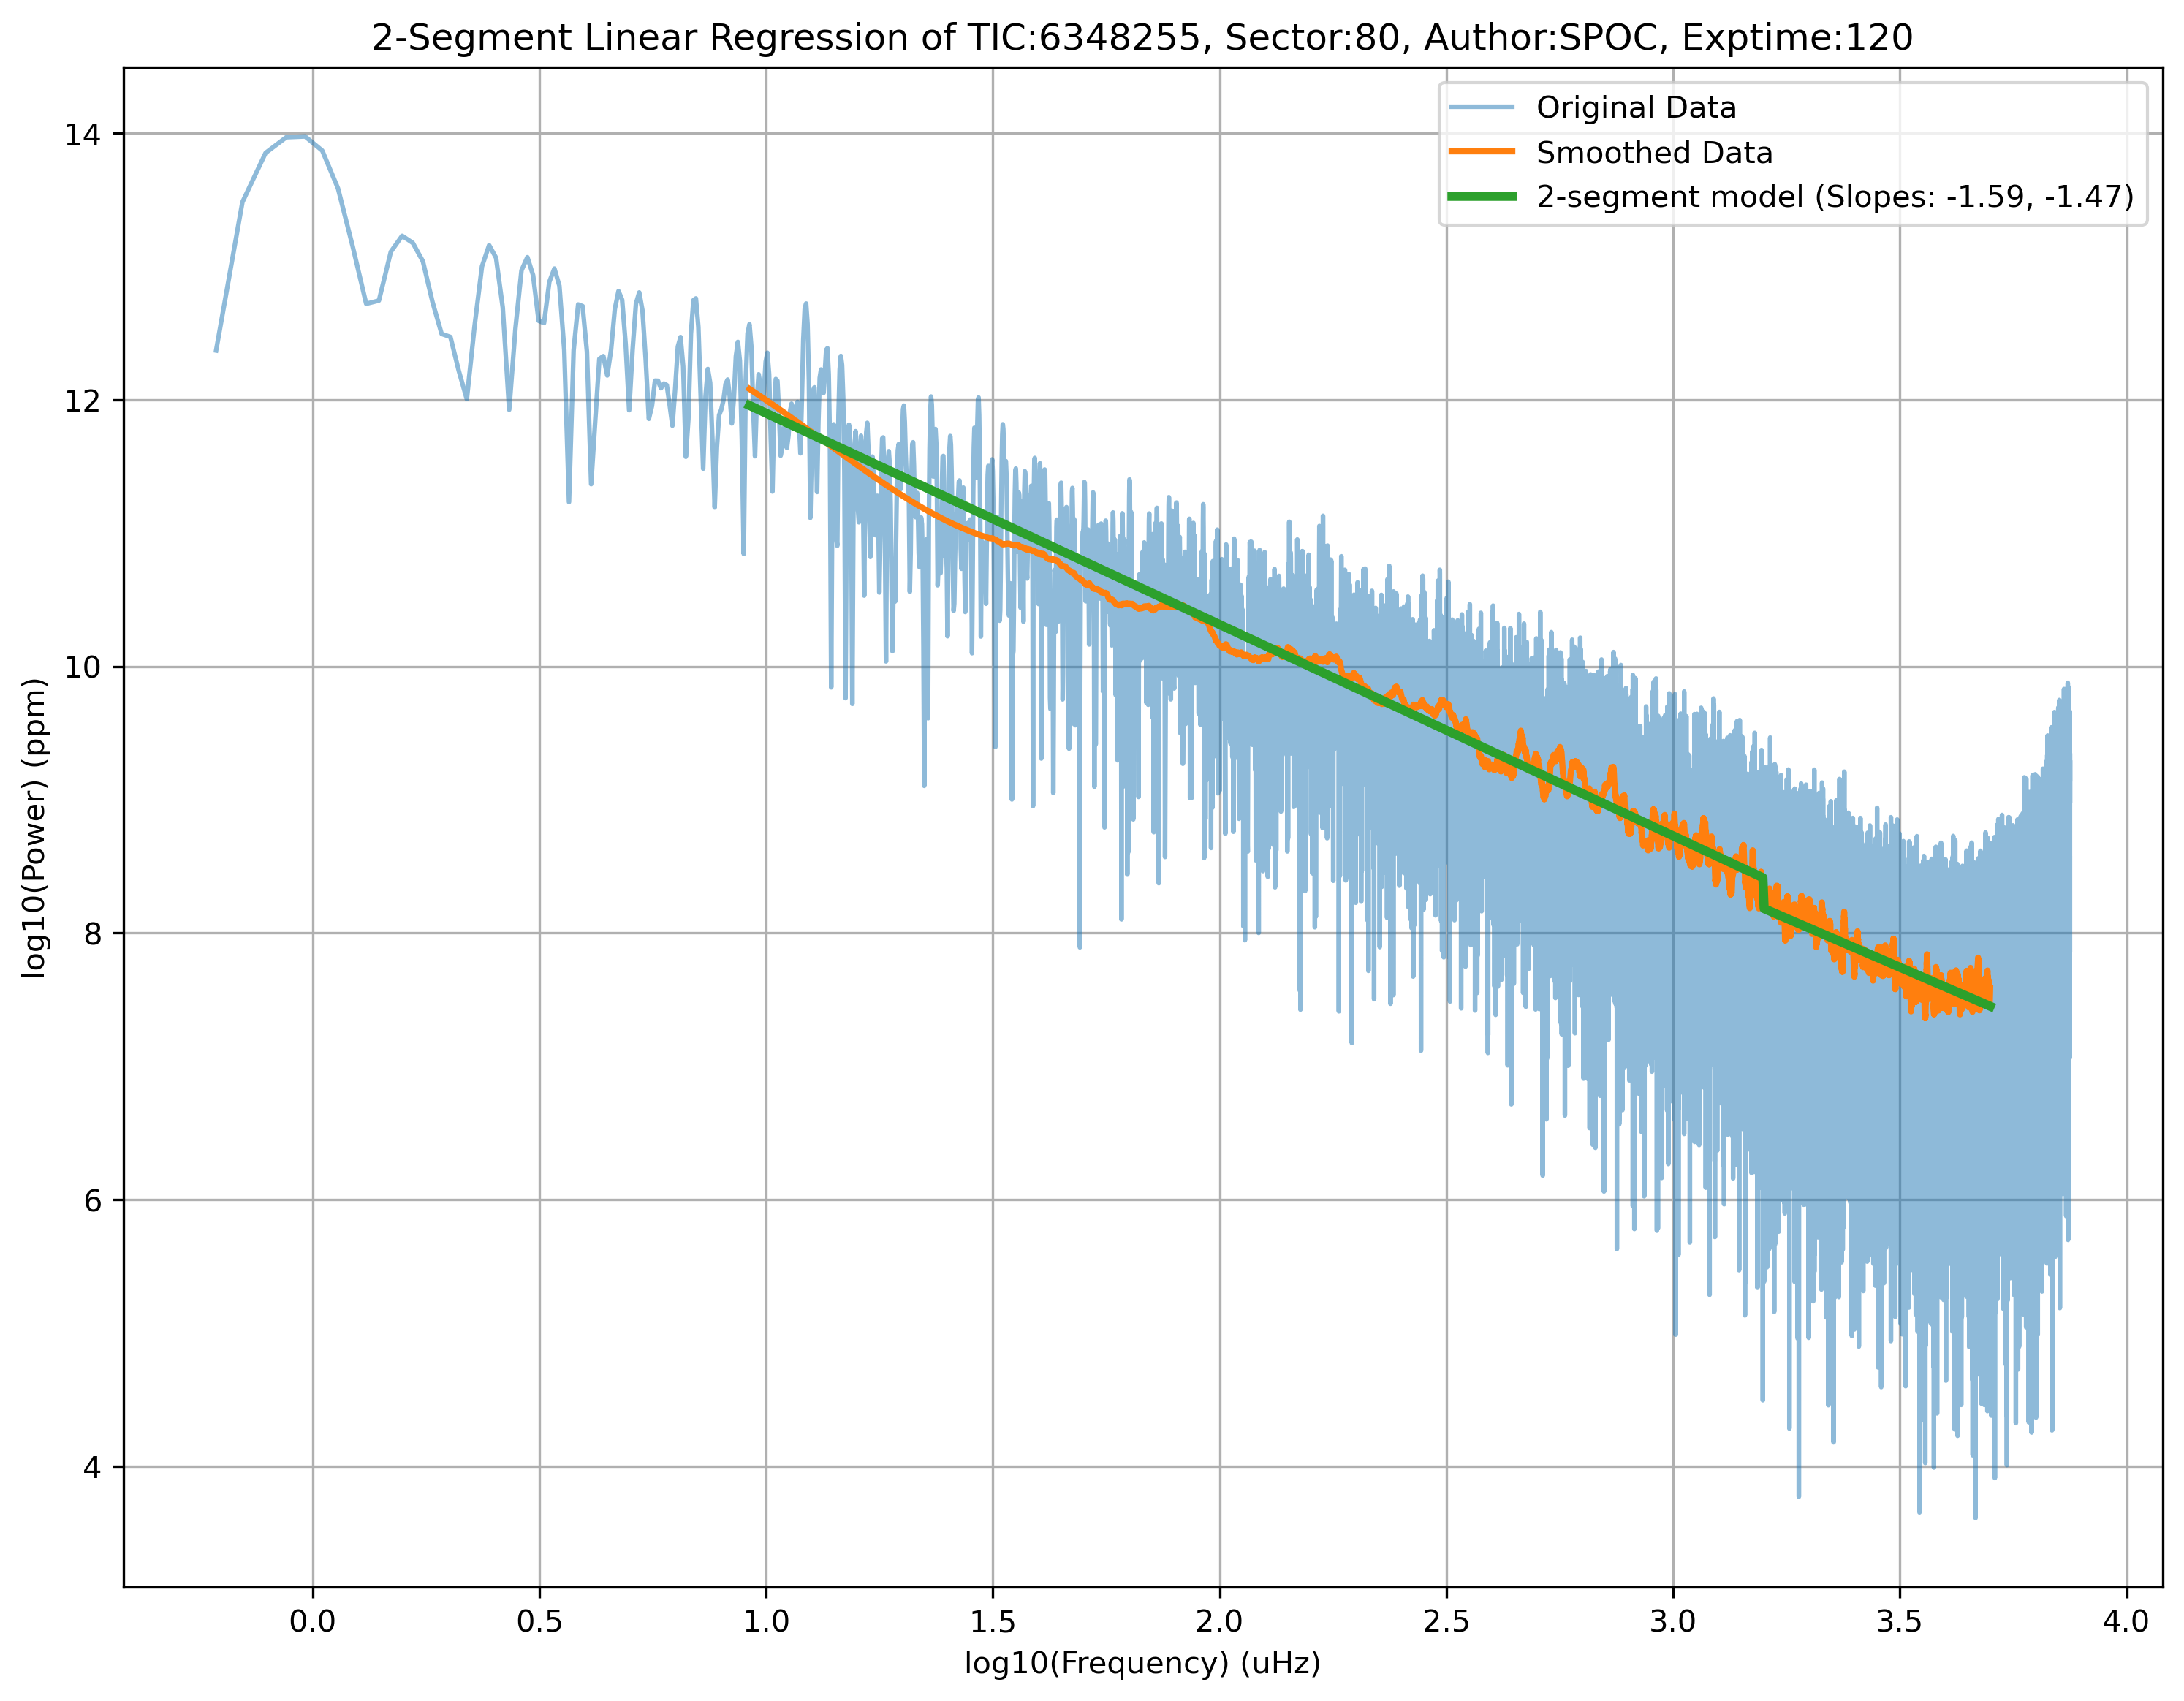 2-Segment Linear Regression of TIC:6348255, Sector:80, Author:SPOC, Exptime:120
Original Data
Smoothed Data
2-segment model (Slopes: -1.59, -1.47)
log10(Power) (ppm)
14
12
10
8
6
4
0.0 0.5 1.0 1.5 2.0 2.5 3.0 3.5 4.0
log10(Frequency) (uHz)